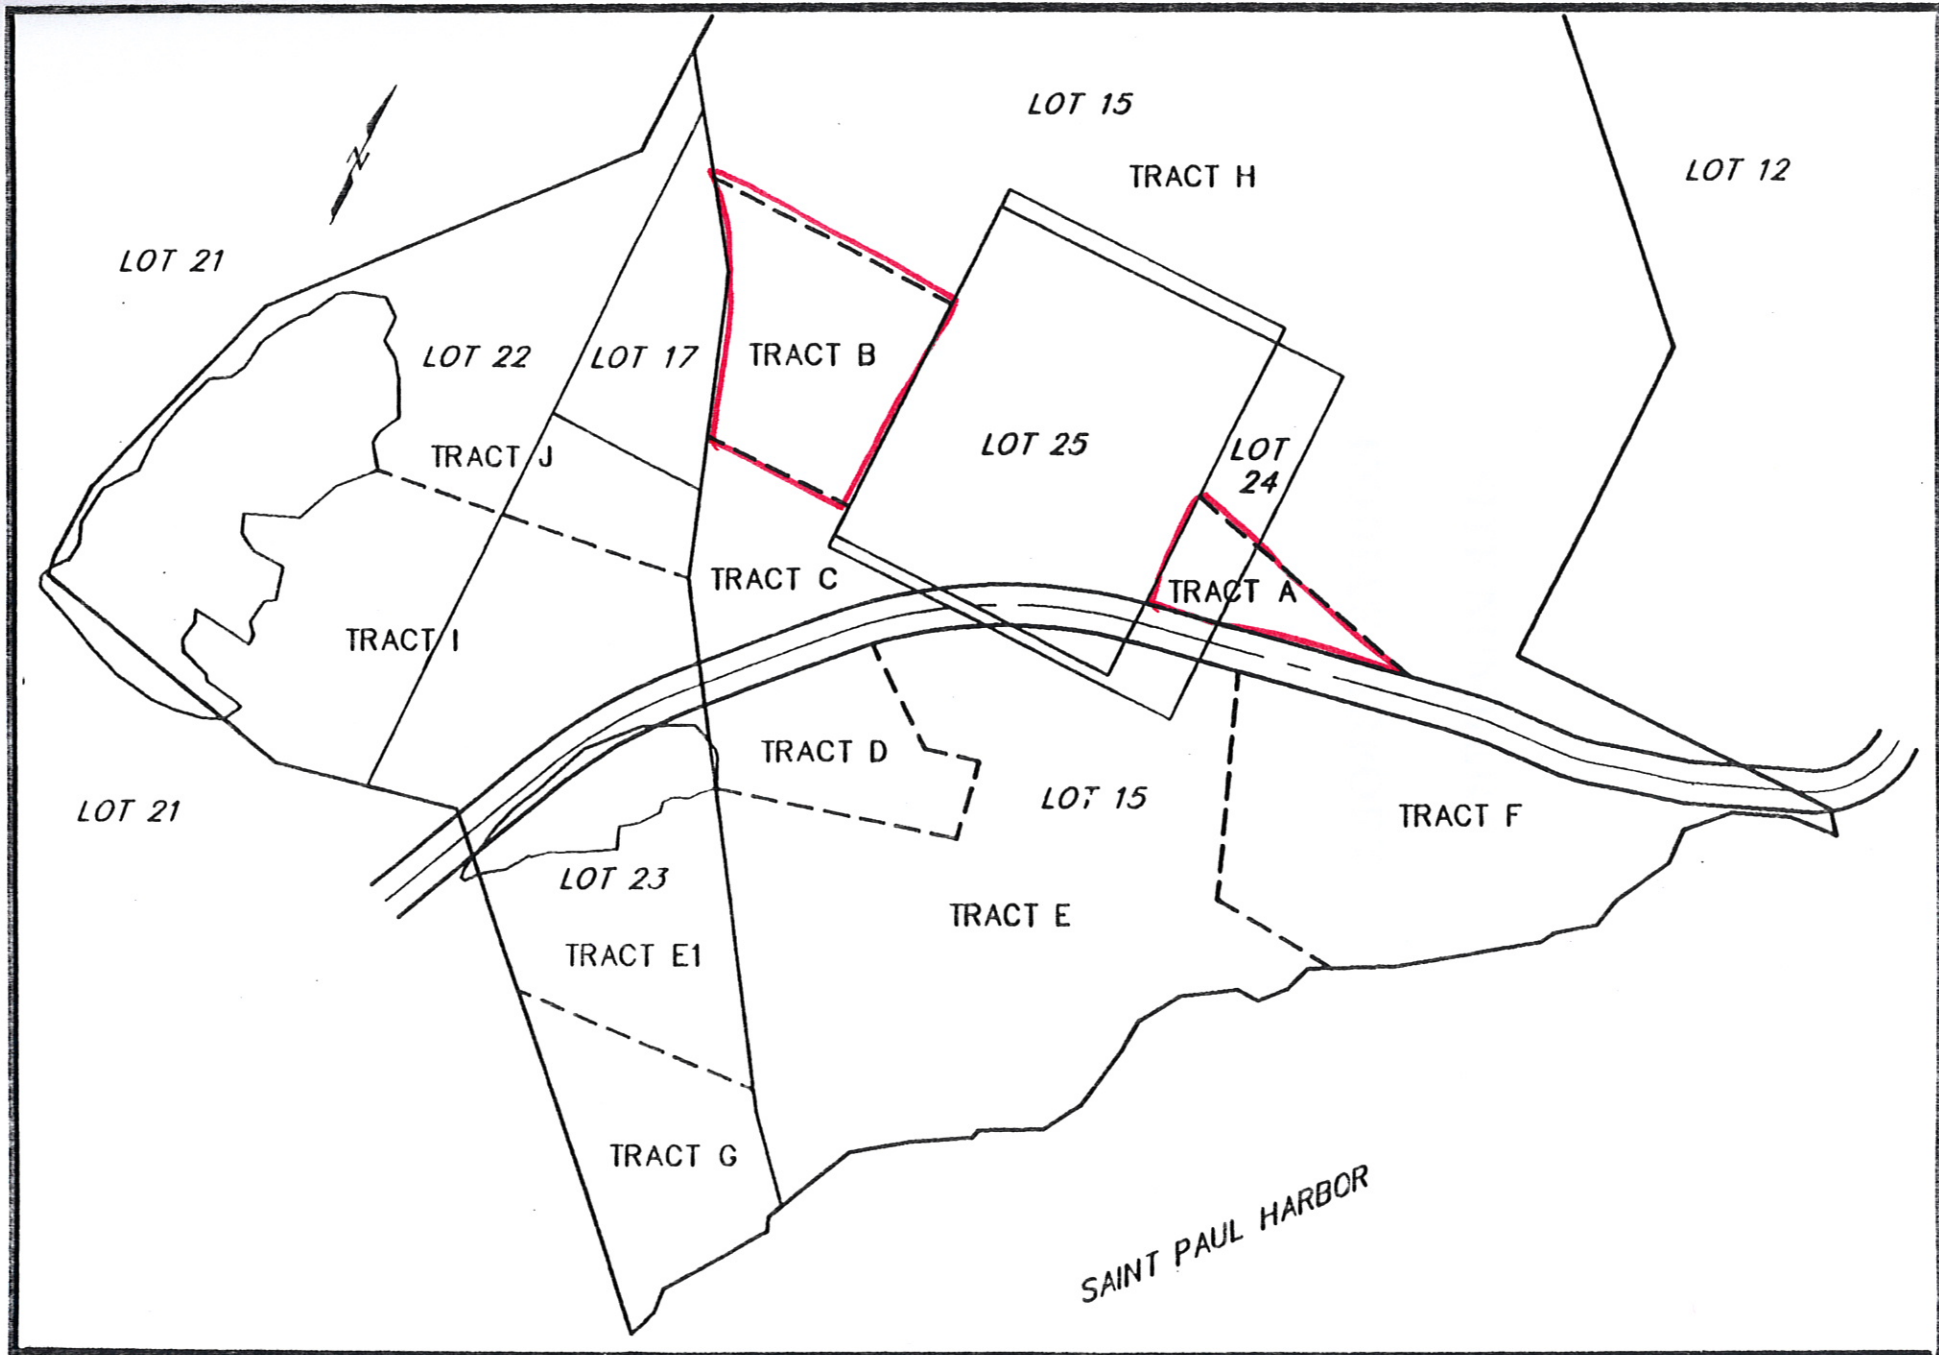 LOT 15
TRACT H
LOT 12
N
LOT 21
LOT 22
LOT 17
TRACT B
TRACT J
LOT 25
LOT
24
TRACT C
TRACT A
TRACT I
TRACT D
LOT 15
TRACT F
LOT 21
LOT 23
TRACT E
TRACT E1
TRACT G
SAINT PAUL HARBOR